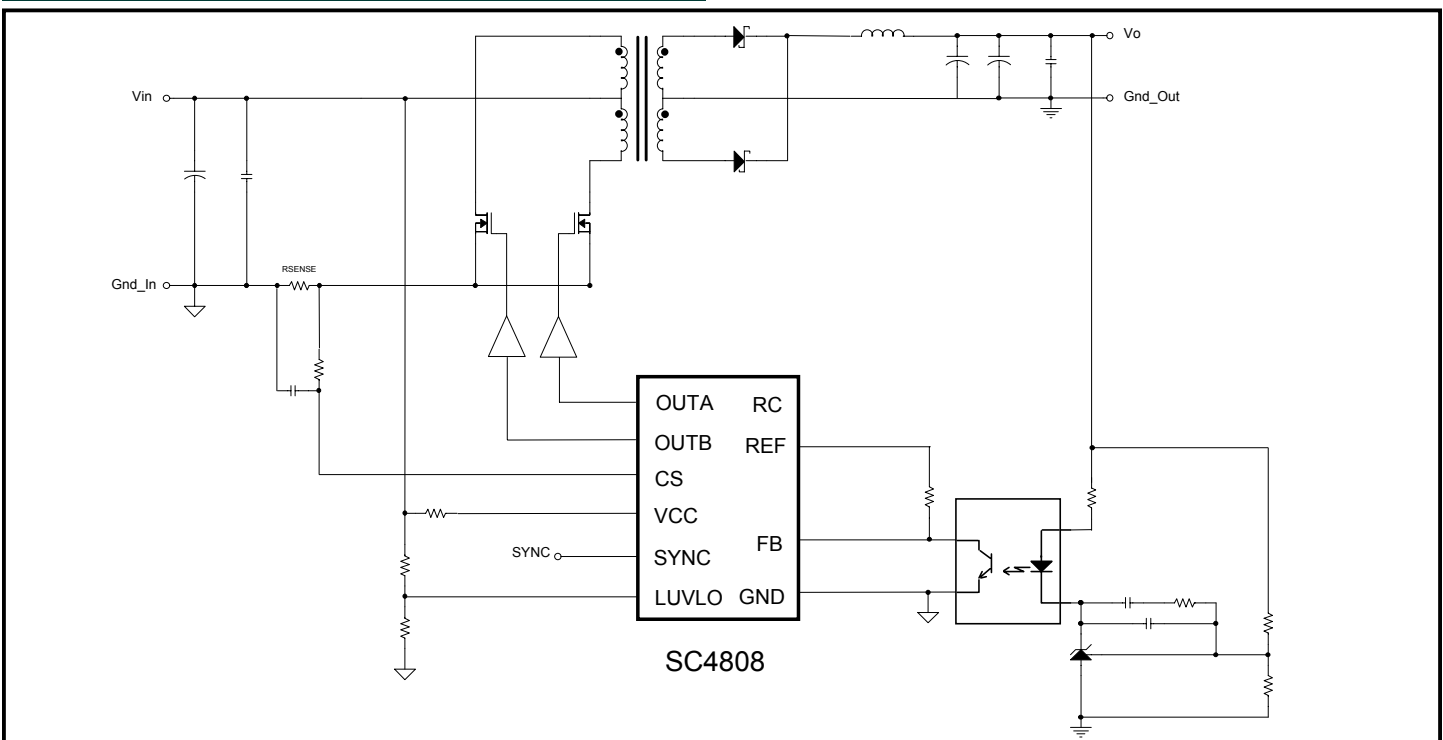 Vo
Vin
Gnd_Out
Gnd_In
RSENSE
OUTA
RC
OUTB
REF
CS
VCC
SYNC
SYNC
FB
LUVLO
GND
SC4808